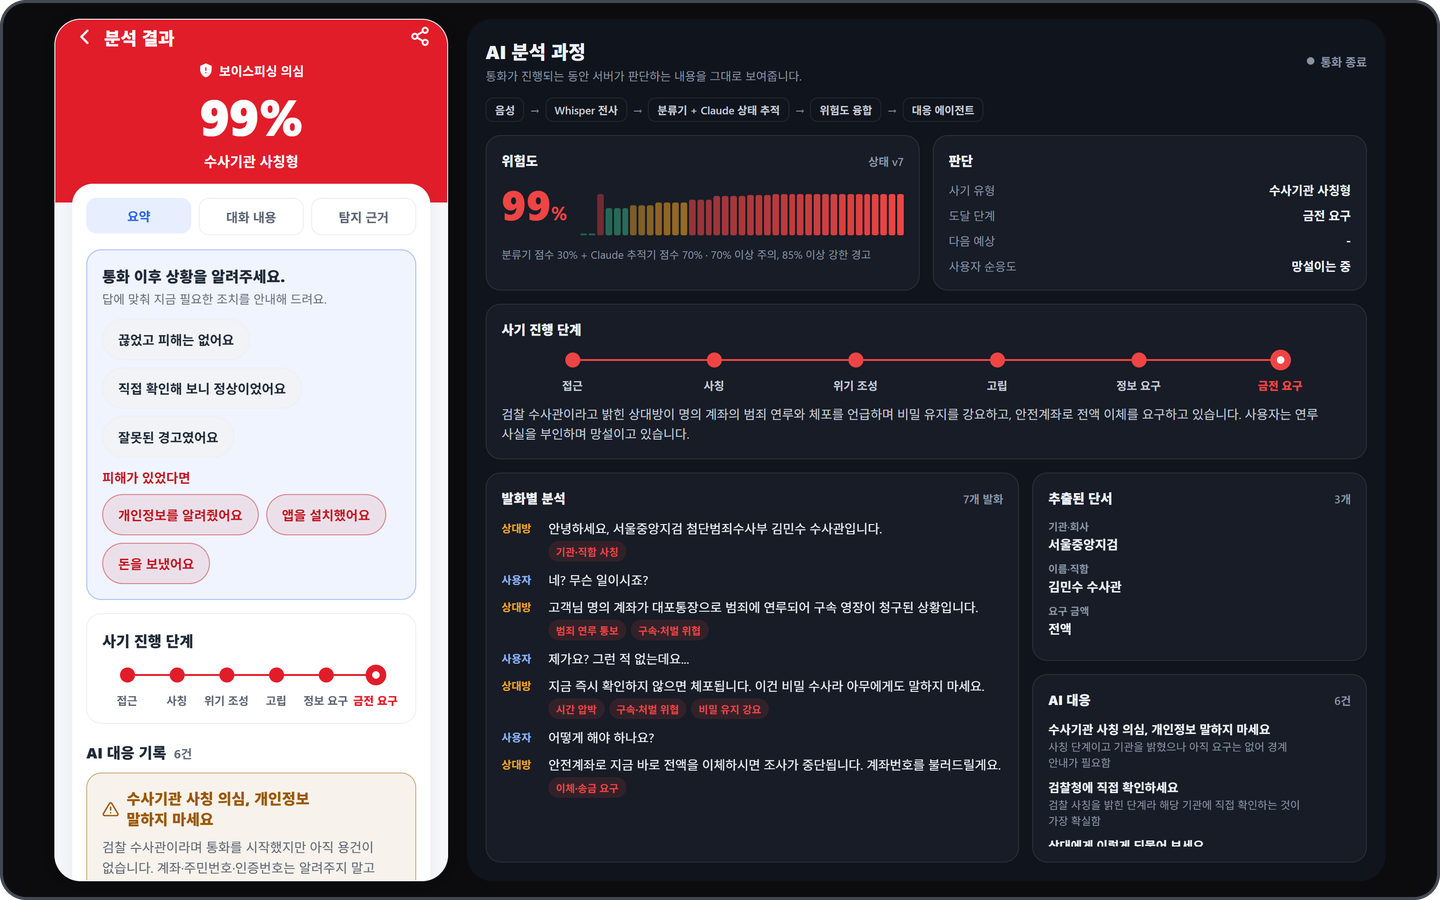 분석 결과
보이스피싱 의심
99%
수사기관 사칭형
요약
대화 내용
탐지 근거
통화 이후 상황을 알려주세요.
답에 맞춰 지금 필요한 조치를 안내해 드려요.
끊었고 피해는 없어요
직접 확인해 보니 정상이었어요
잘못된 경고였어요
피해가 있었다면
개인정보를 알려줬어요
앱을 설치했어요
돈을 보냈어요
사기 진행 단계
접근
사칭
위기 조성
고립
정보 요구
금전 요구
AI 대응 기록 6건
수사기관 사칭 의심, 개인정보
말하지 마세요
검찰 수사관이라며 통화를 시작했지만 아직 용건이
없습니다. 계좌·주민번호·인증번호는 알려주지 말고
AI 분석 과정
통화가 진행되는 동안 서버가 판단하는 내용을 그대로 보여줍니다.
통화 종료
음성 → Whisper 전사 → 분류기 + Claude 상태 추적 → 위험도 융합 → 대응 에이전트
위험도
상태 v7
99%
분류기 점수 30% + Claude 추적기 점수 70% · 70% 이상 주의, 85% 이상 강한 경고
판단
사기 유형 수사기관 사칭형
도달 단계 금전 요구
다음 예상 -
사용자 순응도 망설이는 중
사기 진행 단계
접근
사칭
위기 조성
고립
정보 요구
금전 요구
검찰 수사관이라고 밝힌 상대방이 명의 계좌의 범죄 연루와 체포를 언급하며 비밀 유지를 강요하고, 안전계좌로 전액 이체를 요구하고 있습니다. 사용자는 연루
사실을 부인하며 망설이고 있습니다.
발화별 분석
7개 발화
상대방 안녕하세요, 서울중앙지검 첨단범죄수사부 김민수 수사관입니다.
기관·직함 사칭
사용자 네? 무슨 일이시죠?
상대방 고객님 명의 계좌가 대포통장으로 범죄에 연루되어 구속 영장이 청구된 상황입니다.
범죄 연루 통보 구속·처벌 위협
사용자 제가요? 그런 적 없는데요...
상대방 지금 즉시 확인하지 않으면 체포됩니다. 이건 비밀 수사라 아무에게도 말하지 마세요.
시간 압박 구속·처벌 위협 비밀 유지 강요
사용자 어떻게 해야 하나요?
상대방 안전계좌로 지금 바로 전액을 이체하시면 조사가 중단됩니다. 계좌번호를 불러드릴게요.
이체·송금 요구
추출된 단서
3개
기관·회사
서울중앙지검
이름·직함
김민수 수사관
요구 금액
전액
AI 대응
6건
수사기관 사칭 의심, 개인정보 말하지 마세요
사칭 단계이고 기관을 밝혔으나 아직 요구는 없어 경계
안내가 필요함
검찰청에 직접 확인하세요
검찰 사칭을 밝힌 단계라 해당 기관에 직접 확인하는 것이
가장 확실함
상대에게 이렇게 되물어 보세요